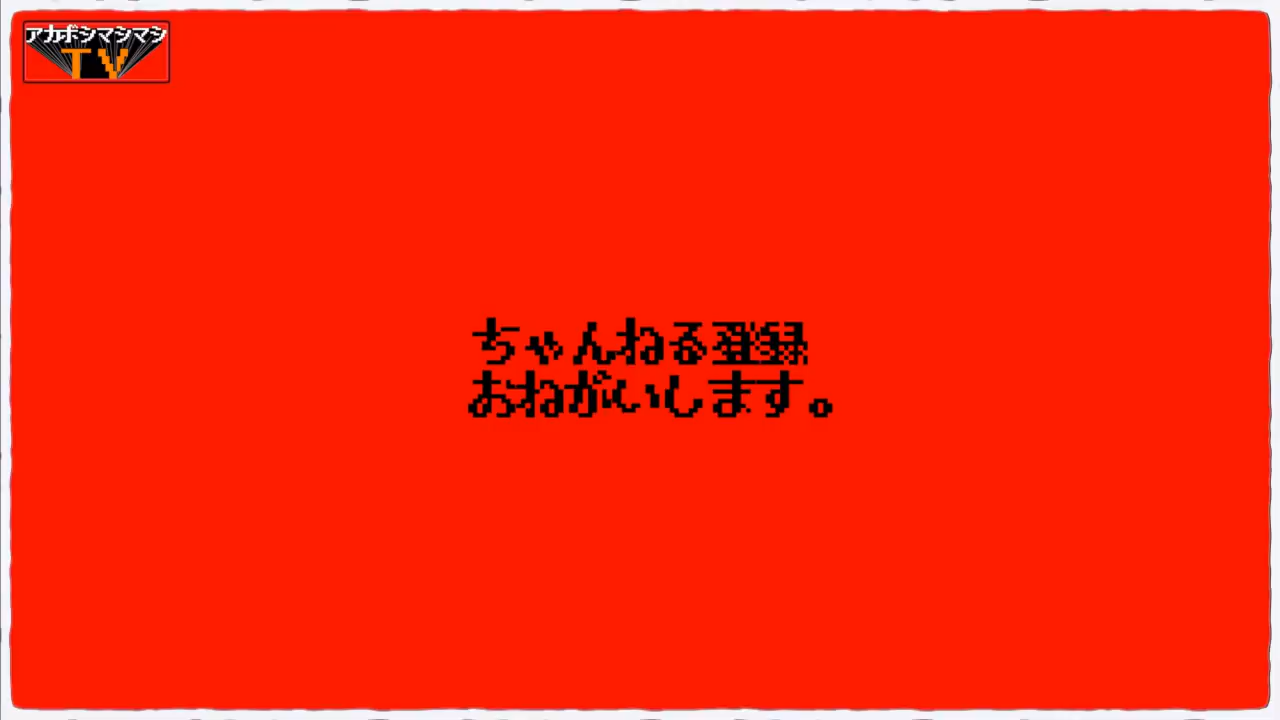 アカボシマシマシ
TV
ちゃんねる登録
おねがいします。